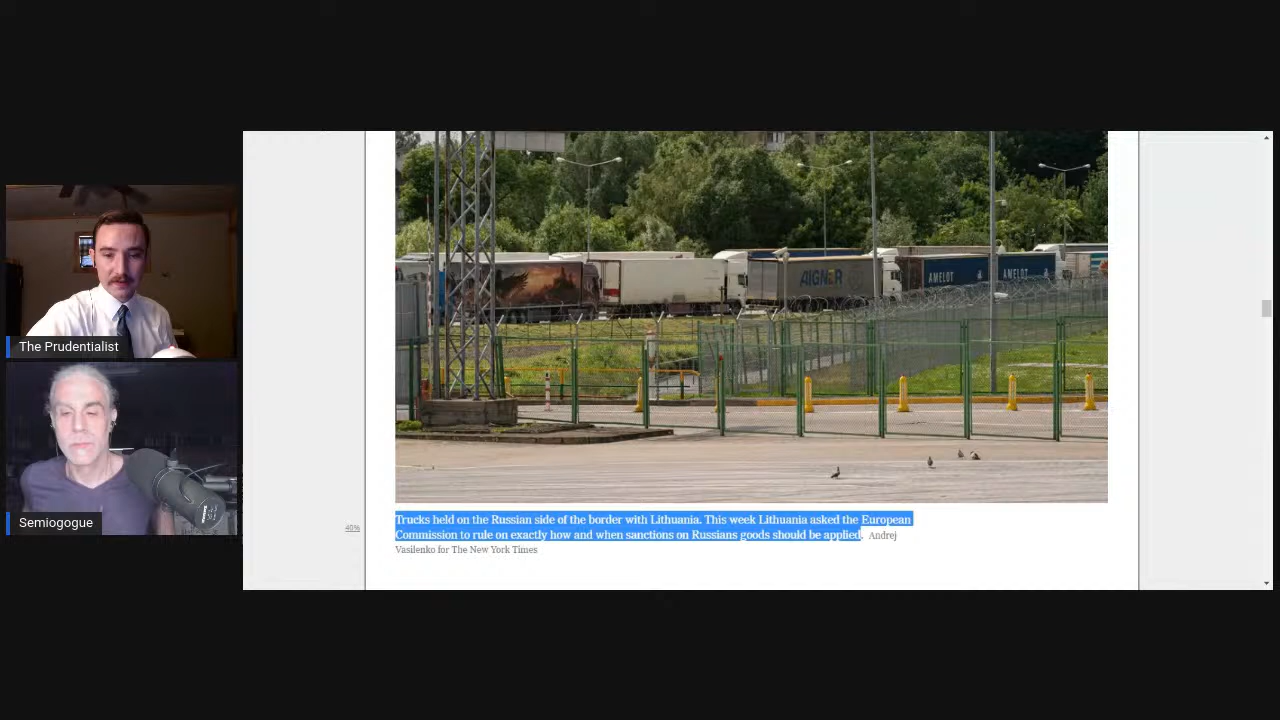 AIGNER
AMELOT
AMELOT
The Prudentialist
Semiogogue
40%
Trucks held on the Russian side of the border with Lithuania. This week Lithuania asked the European
Commission to rule on exactly how and when sanctions on Russians goods should be applied. Andrej
Vasilenko for The New York Times